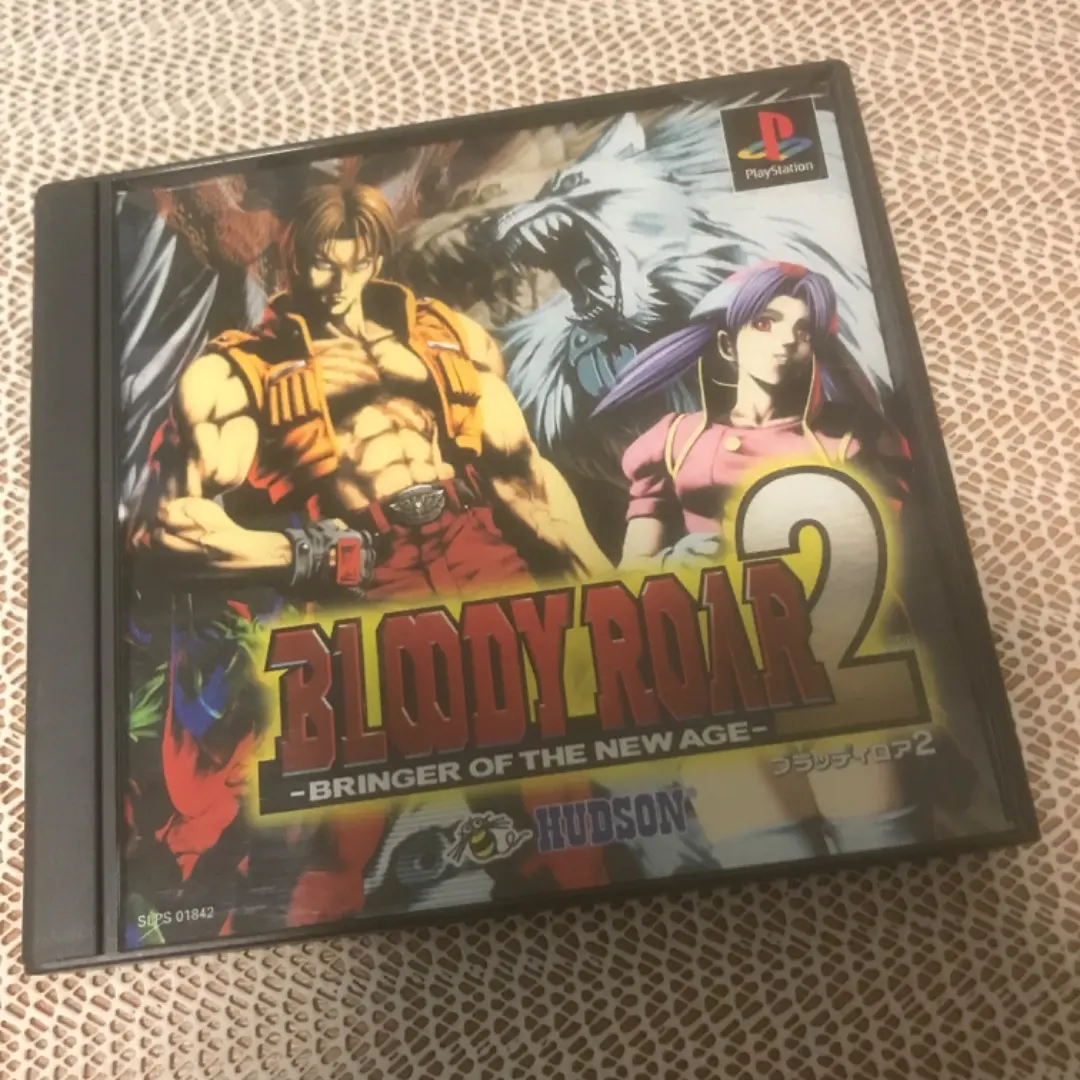 PlayStation
BLOODY ROAR 2
-BRINGER OF THE NEW AGE-
ブラッディロア2
HUDSON
SLPS 01842